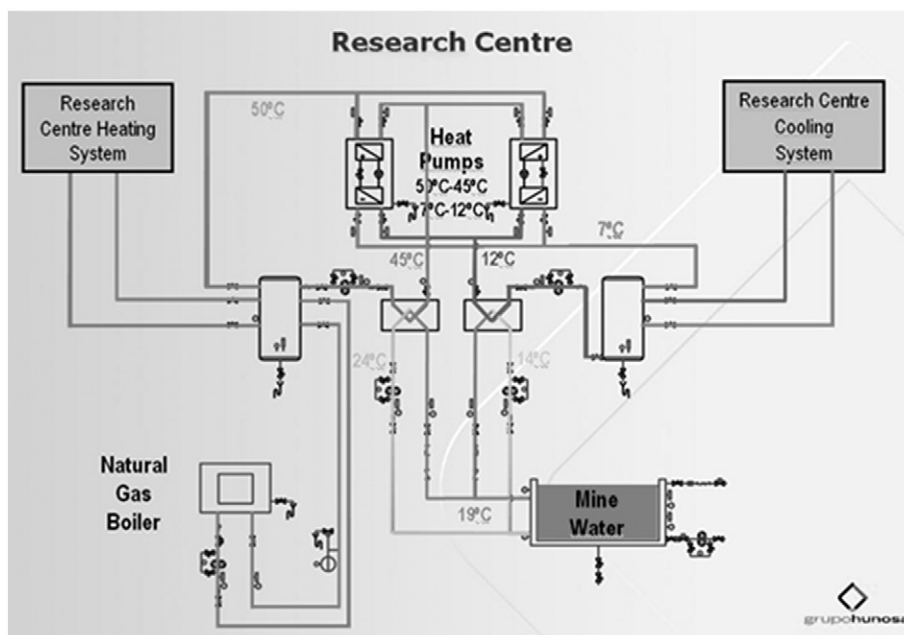 Research Centre
Research
Centre Heating
System
50ºC
Heat
Pumps
50ºC-45ºC
7ºC-12ºC
Research Centre
Cooling
System
7ºC
45ºC
12ºC
24ºC
14ºC
Natural
Gas
Boiler
19ºC
Mine
Water
grupohunosa